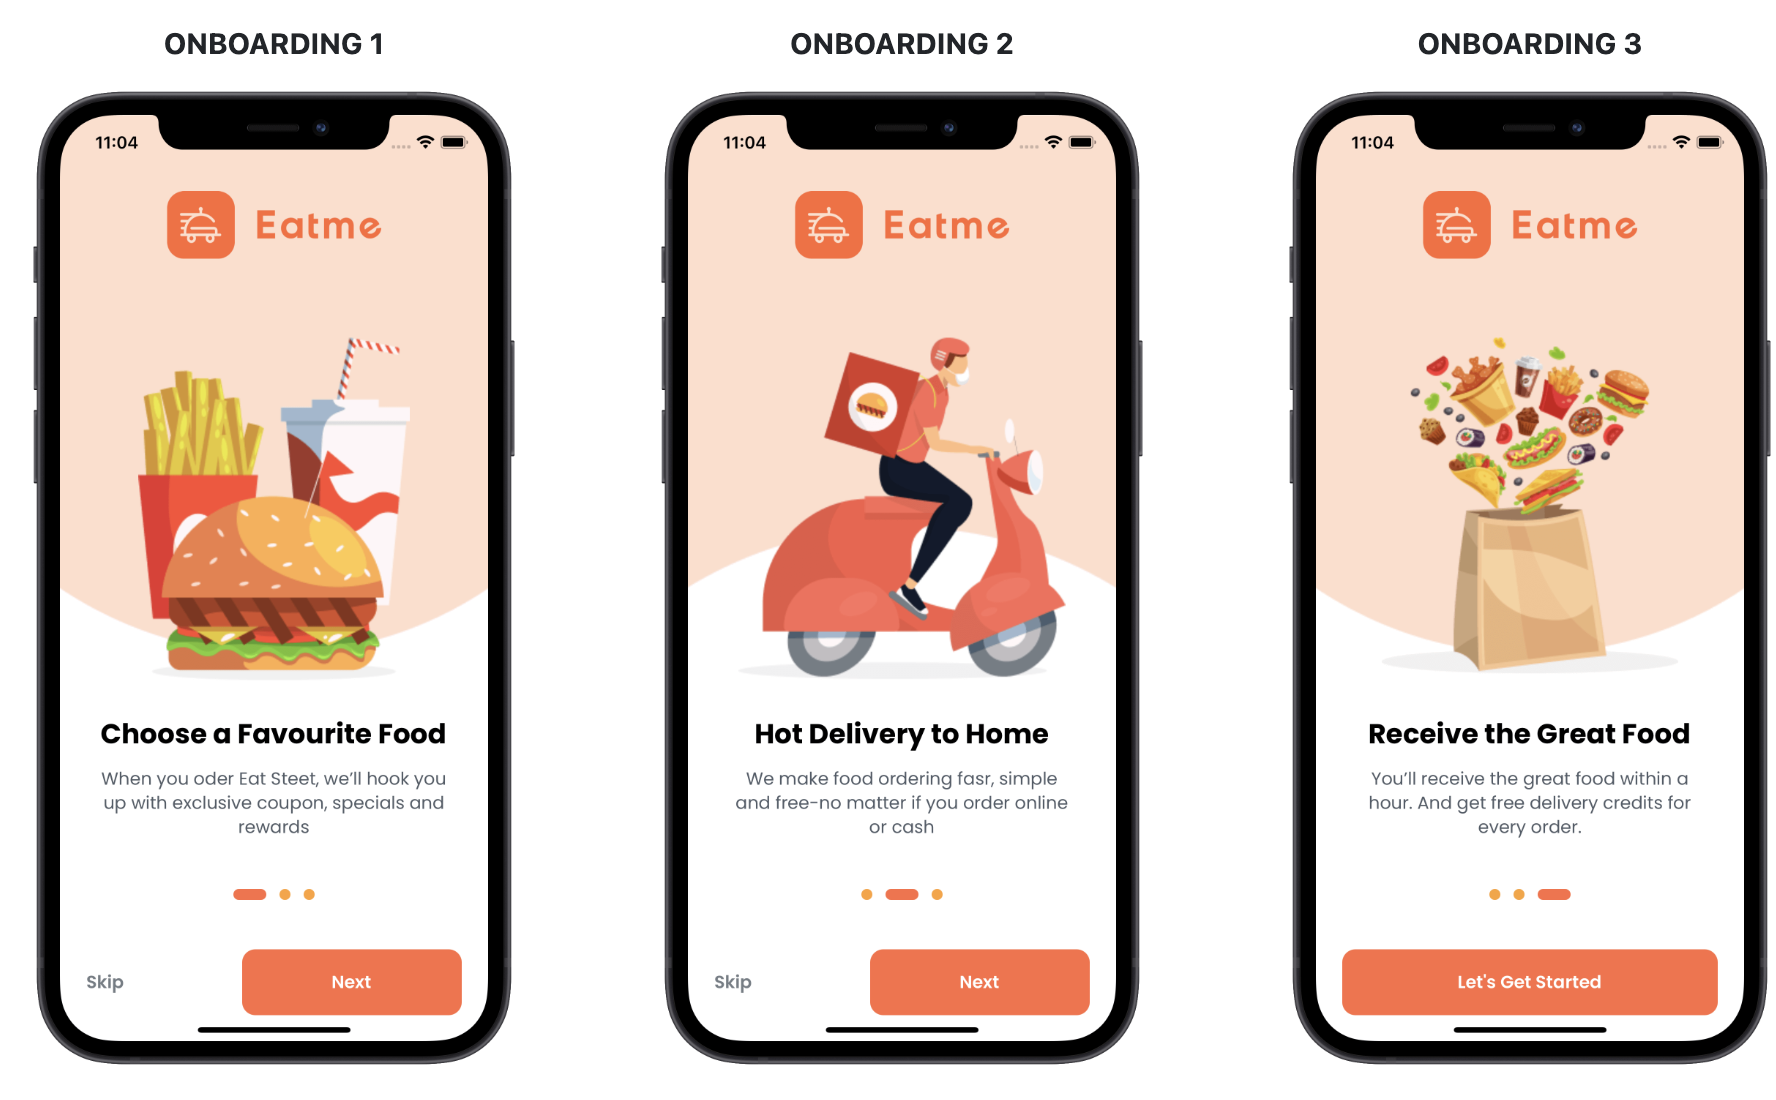 ONBOARDING 1
11:04
Eatme
Choose a Favourite Food
When you oder Eat Steet, we'll hook you
up with exclusive coupon, specials and
rewards
Skip
Next
ONBOARDING 2
11:04
Eatme
Hot Delivery to Home
We make food ordering fasr, simple
and free-no matter if you order online
or cash
Skip
Next
ONBOARDING 3
11:04
Eatme
Receive the Great Food
You'll receive the great food within a
hour. And get free delivery credits for
every order.
Let's Get Started